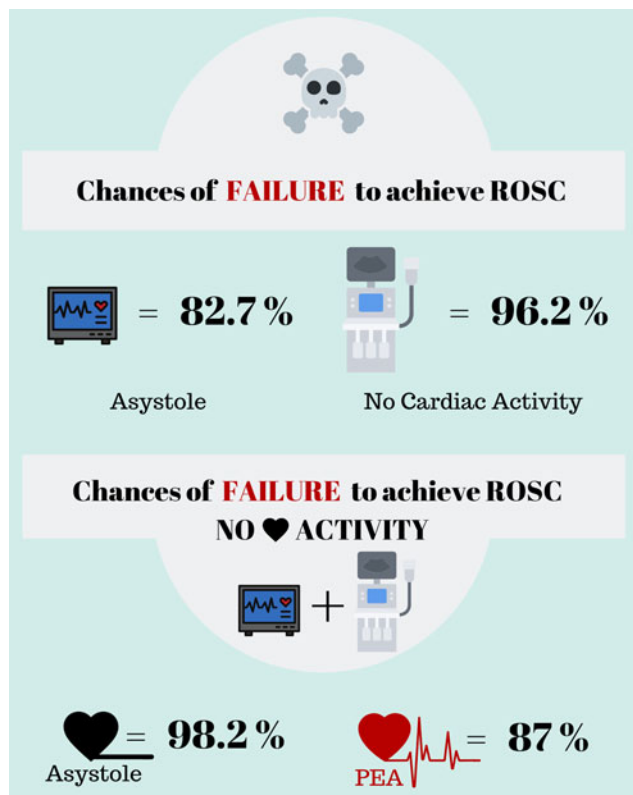 Chances of FAILURE to achieve ROSC
= 82.7 % = 96.2 %
Asystole No Cardiac Activity
Chances of FAILURE to achieve ROSC
NO ♥ ACTIVITY
+
= 98.2 % = 87 %
Asystole PEA